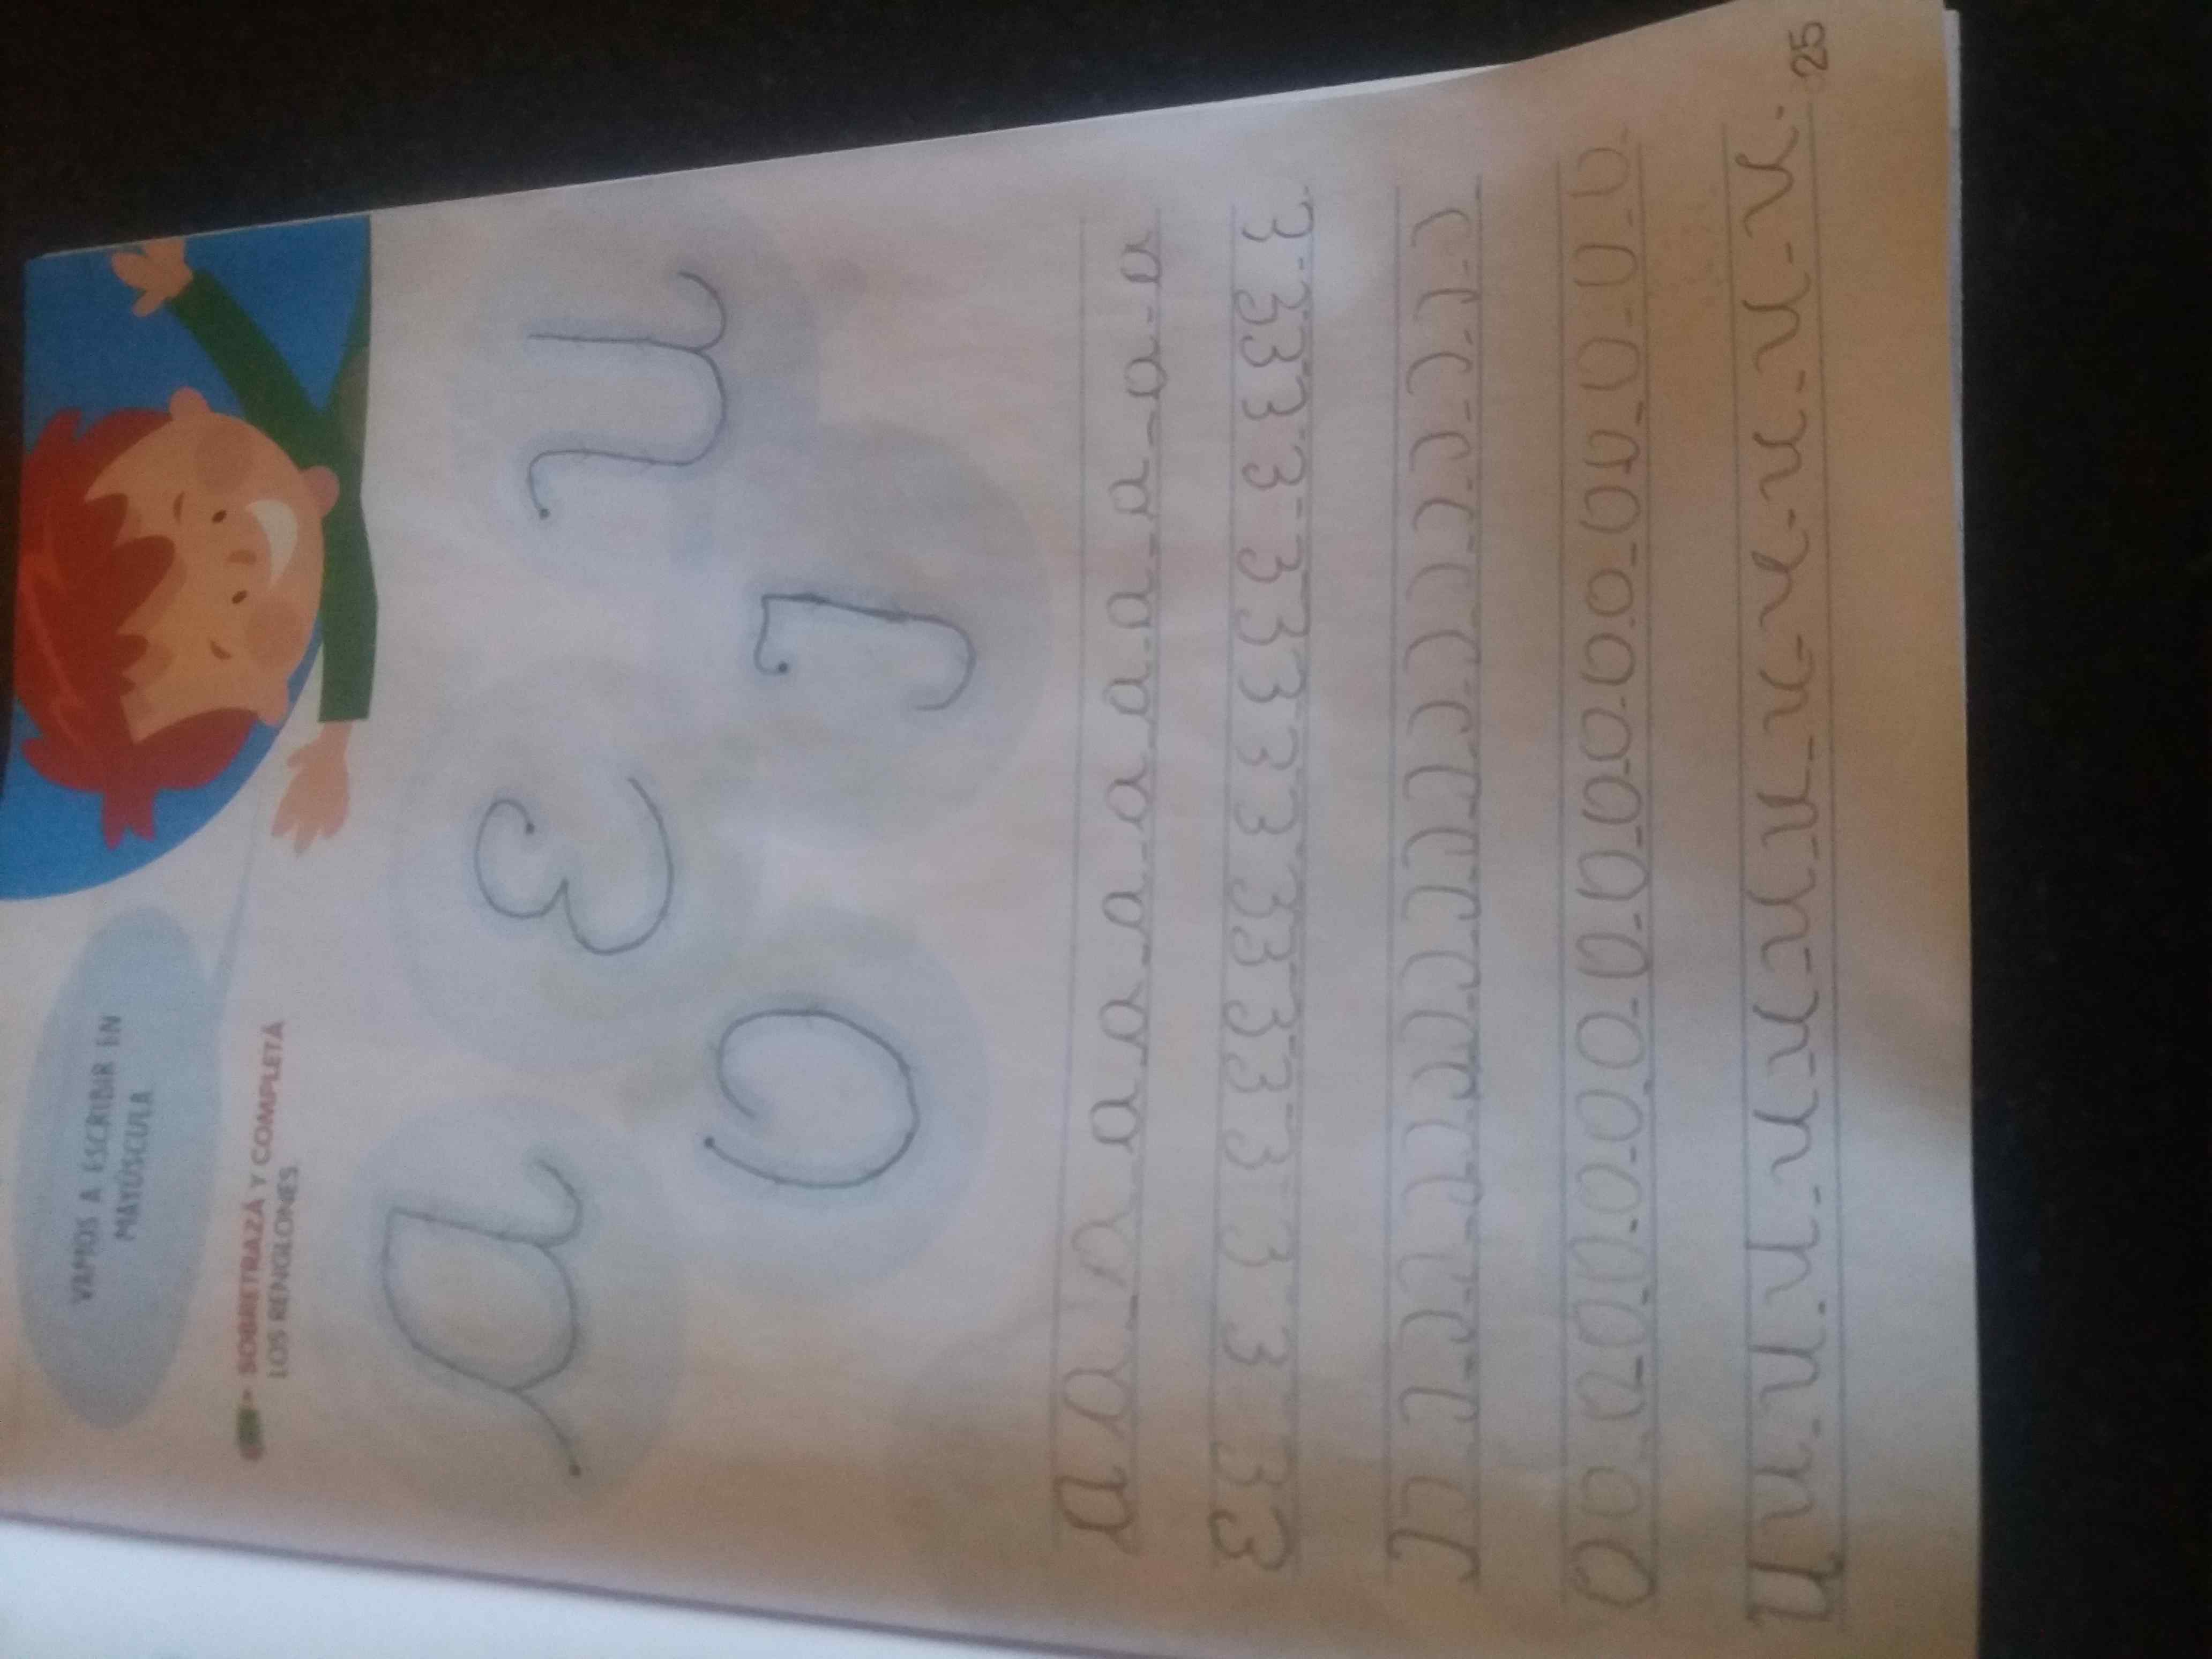 VAMOS A ESCRIBIR EN
MAYÚSCULA
SOBRETRAZÁ Y COMPLETÁ
LOS RENGLONES.
A E U
O I
A A A A A A A A A A A A
E E E E E E E E E E E E E E E E E E E
I I I I I I I I I I I I I I I I I I I I I
O O O O O O O O O O O O O O O O O O O
U U U U U U U U U U U U U
25